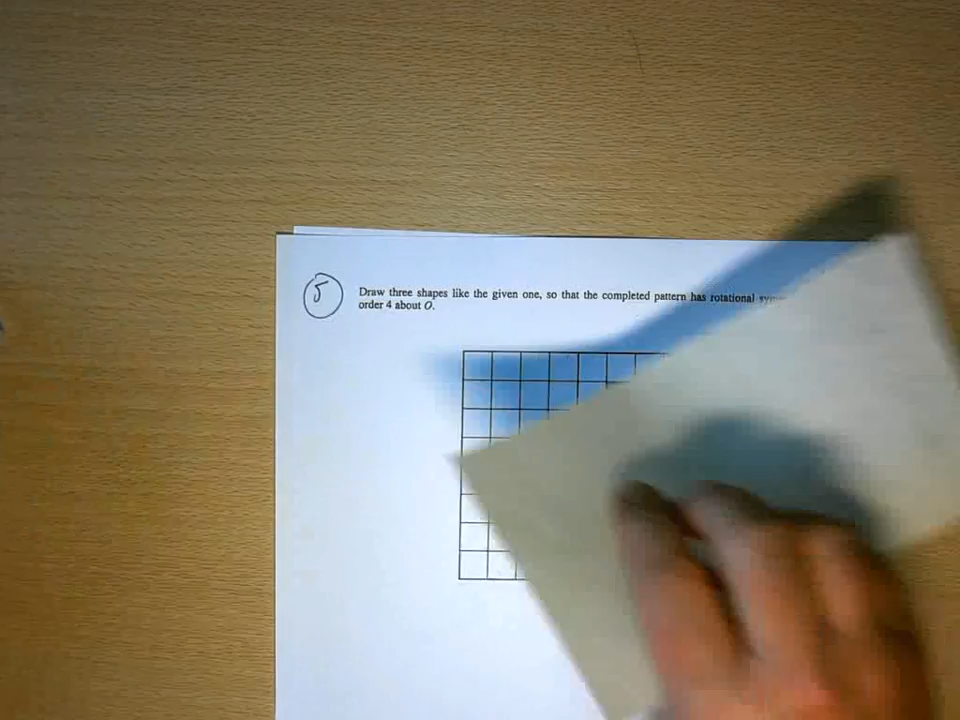 5
Draw three shapes like the given one, so that the completed pattern has rotational
order 4 about O.